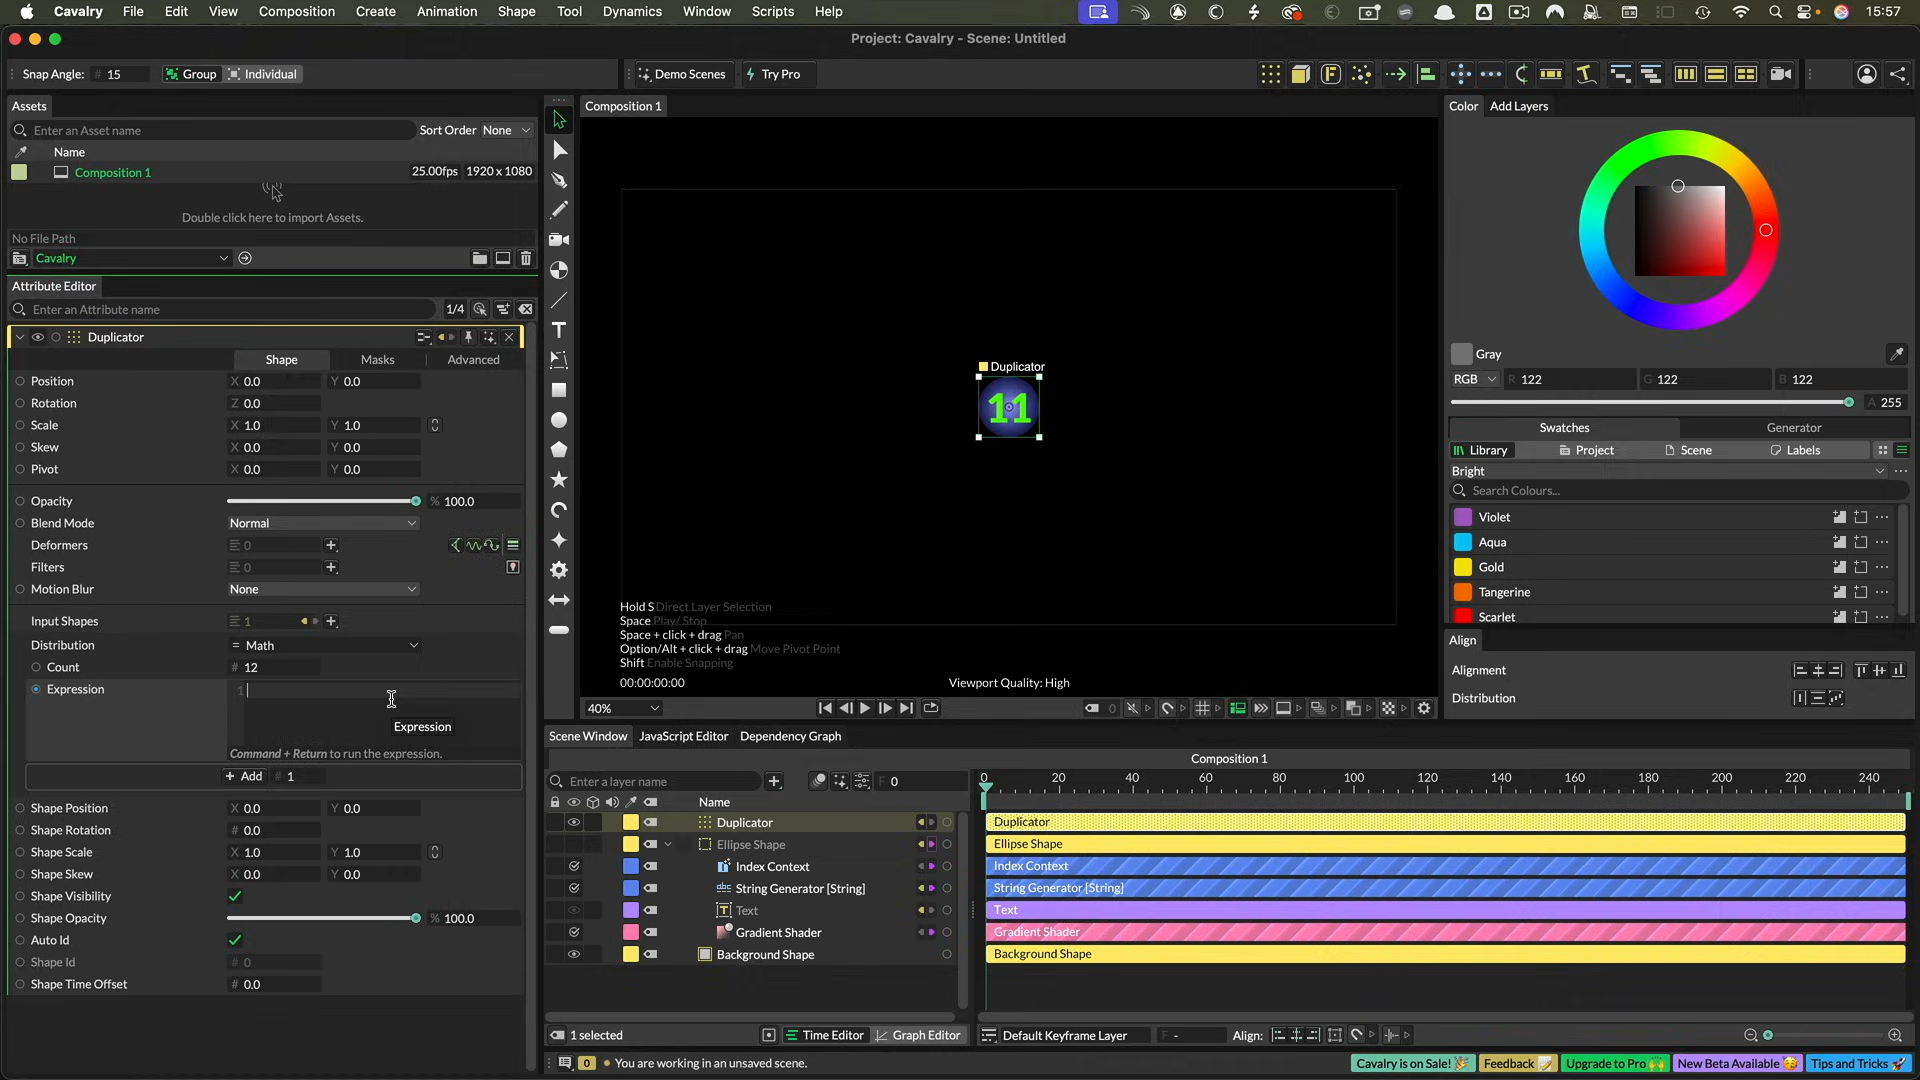 Cavalry File Edit View Composition Create Animation Shape Tool Dynamics Window Scripts Help 15:57
Project: Cavalry - Scene: Untitled
Snap Angle: # 15 Group Individual Demo Scenes Try Pro
Assets
Enter an Asset name Sort Order None
Name
Composition 1 25.00fps 1920 x 1080
Double click here to import Assets.
No File Path
Cavalry
Attribute Editor
Enter an Attribute name 1/4
Duplicator
Shape Masks Advanced
Position X 0.0 Y 0.0
Rotation Z 0.0
Scale X 1.0 Y 1.0
Skew X 0.0 Y 0.0
Pivot X 0.0 Y 0.0
Opacity % 100.0
Blend Mode Normal
Deformers 0
Filters 0
Motion Blur None
Input Shapes 1
Distribution = Math
Count # 12
Expression 1
Expression
Command + Return to run the expression.
+ Add # 1
Shape Position X 0.0 Y 0.0
Shape Rotation # 0.0
Shape Scale X 1.0 Y 1.0
Shape Skew X 0.0 Y 0.0
Shape Visibility
Shape Opacity % 100.0
Auto Id
Shape Id # 0
Shape Time Offset # 0.0
Composition 1
Duplicator
11
Hold S Direct Layer Selection
Space Play/ Stop
Space + click + drag Pan
Option/Alt + click + drag Move Pivot Point
Shift Enable Snapping
00:00:00:00 Viewport Quality: High
40% 0
Scene Window JavaScript Editor Dependency Graph
Composition 1
Enter a layer name F 0
0 20 40 60 80 100 120 140 160 180 200 220 240
Name
Duplicator Duplicator
Ellipse Shape Ellipse Shape
Index Context Index Context
String Generator [String] String Generator [String]
Text Text
Gradient Shader Gradient Shader
Background Shape Background Shape
1 selected Time Editor Graph Editor Default Keyframe Layer F - Align:
0 You are working in an unsaved scene. Cavalry is on Sale! Feedback Upgrade to Pro New Beta Available Tips and Tricks
Color Add Layers
Gray
RGB R 122 G 122 B 122
A 255
Swatches Generator
Library Project Scene Labels
Bright
Search Colours...
Violet
Aqua
Gold
Tangerine
Scarlet
Align
Alignment
Distribution